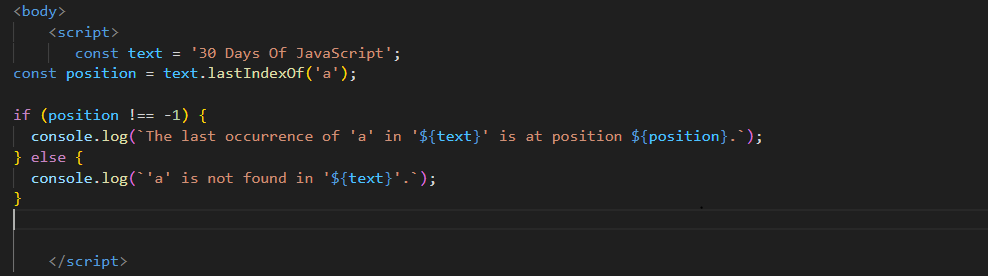 <body>
    <script>
       const text = '30 Days Of JavaScript';
const position = text.lastIndexOf('a');

if (position !== -1) {
  console.log(`The last occurrence of 'a' in '${text}' is at position ${position}.`);
} else {
  console.log(`'a' is not found in '${text}'.`);
}

    </script>